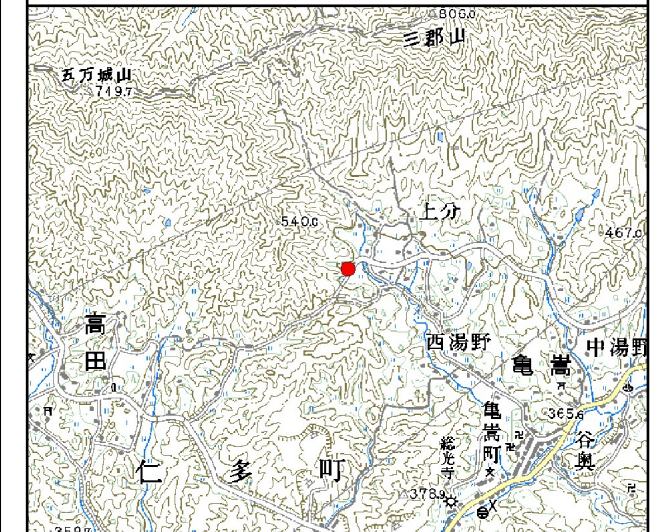 806.0
三郡山
五万城山
719.7
上分
540.0
467.0
高田
西湯野
中湯野
亀嵩
365.6
亀嵩町
谷奥
総光寺
仁多町
378.9